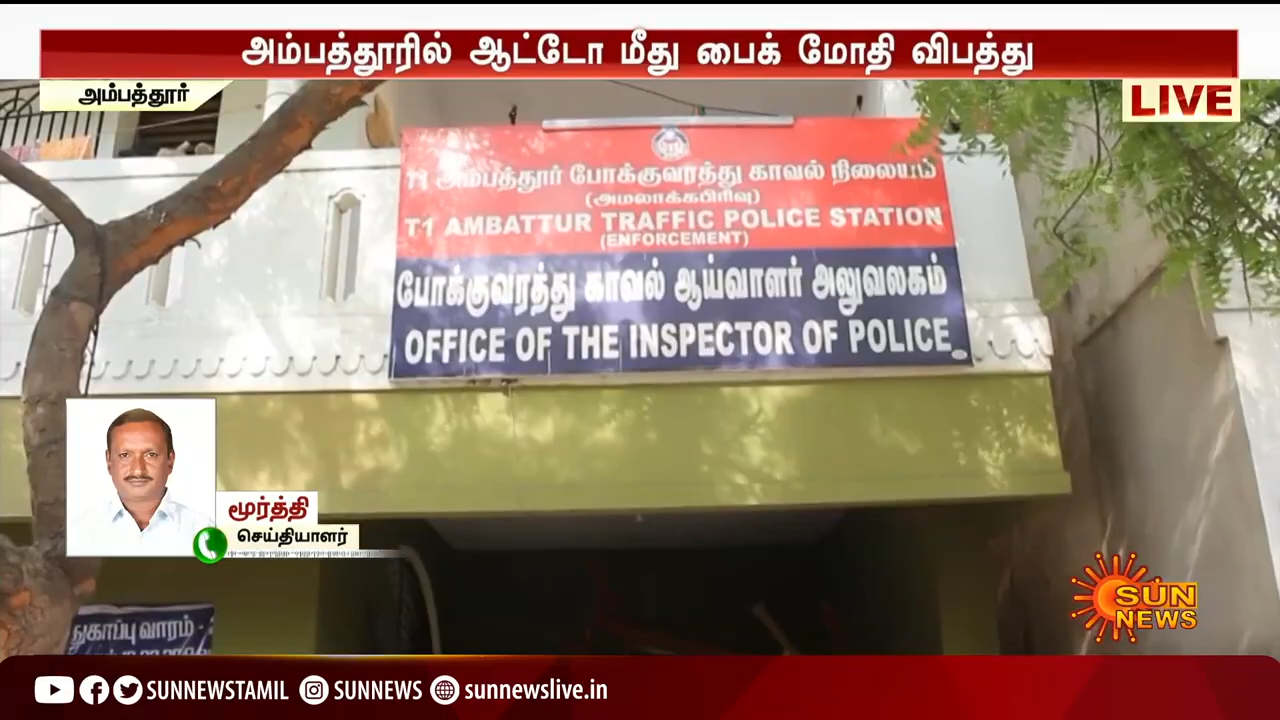 அம்பத்தூரில் ஆட்டோ மீது பைக் மோதி விபத்து
அம்பத்தூர்
LIVE
T1 அம்பத்தூர் போக்குவரத்து காவல் நிலையம்
(அமலாக்கபிரிவு)
T1 AMBATTUR TRAFFIC POLICE STATION
(ENFORCEMENT)
போக்குவரத்து காவல் ஆய்வாளர் அலுவலகம்
OFFICE OF THE INSPECTOR OF POLICE
மூர்த்தி
செய்தியாளர்
வாரம் -
SUN
NEWS
SUNNEWSTAMIL SUNNEWS sunnewslive.in